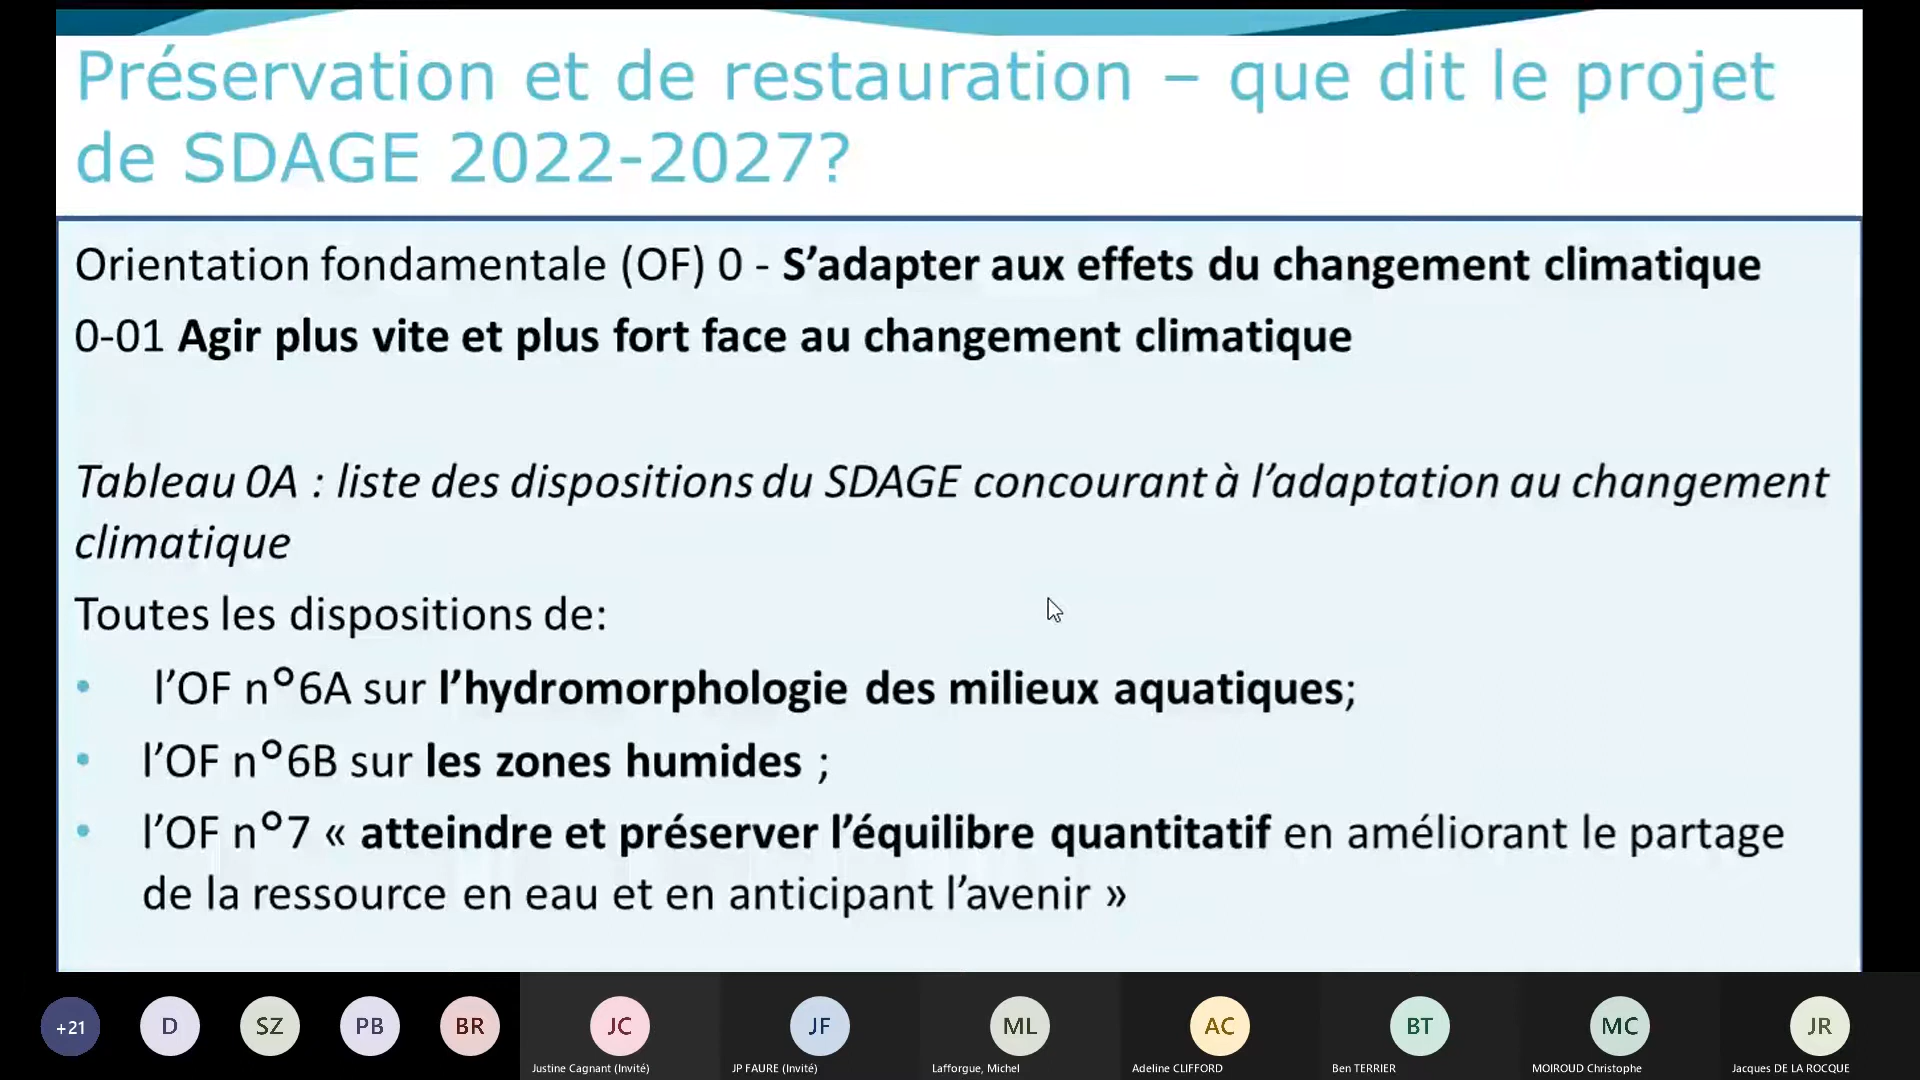 Préservation et de restauration – que dit le projet
de SDAGE 2022-2027?
Orientation fondamentale (OF) 0 - S’adapter aux effets du changement climatique
0-01 Agir plus vite et plus fort face au changement climatique
Tableau 0A : liste des dispositions du SDAGE concourant à l’adaptation au changement
climatique
Toutes les dispositions de:
• l’OF n°6A sur l’hydromorphologie des milieux aquatiques;
• l’OF n°6B sur les zones humides ;
• l’OF n°7 « atteindre et préserver l’équilibre quantitatif en améliorant le partage
de la ressource en eau et en anticipant l’avenir »
+21 D SZ PB BR JC JF ML AC BT MC JR
Justine Cagnant (Invité) JP FAURE (Invité) Lafforgue, Michel Adeline CLIFFORD Ben TERRIER MOIROUD Christophe Jacques DE LA ROCQUE